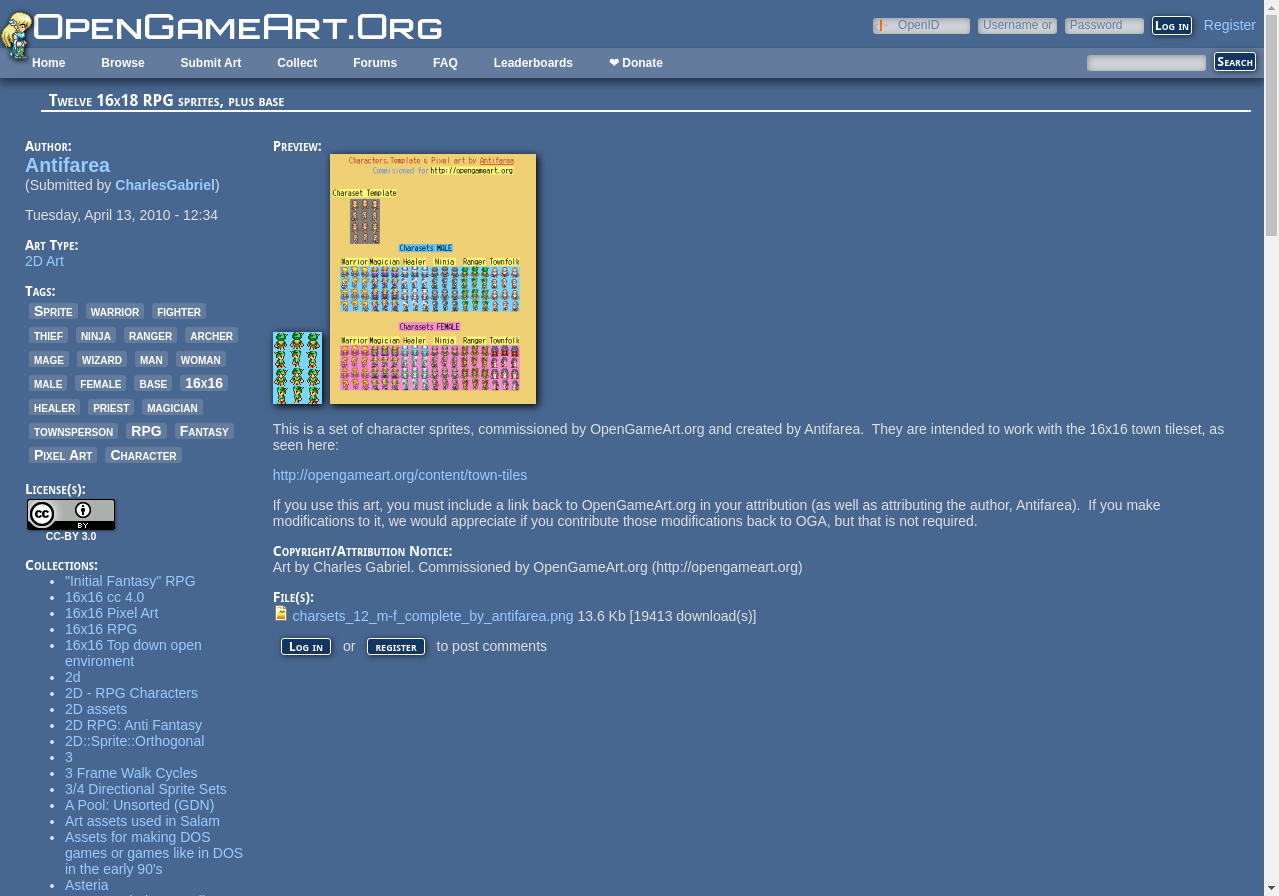 OpenGameArt.Org
OpenID
Username or
Password
Log in
Register
Home
Browse
Submit Art
Collect
Forums
FAQ
Leaderboards
❤ Donate
Search
Twelve 16x18 RPG sprites, plus base
Author:
Antifarea
(Submitted by CharlesGabriel)
Tuesday, April 13, 2010 - 12:34
Art Type:
2D Art
Tags:
Sprite warrior fighter
thief ninja ranger archer
mage wizard man woman
male female base 16x16
healer priest magician
townsperson RPG Fantasy
Pixel Art Character
License(s):
CC
BY
CC-BY 3.0
Collections:
"Initial Fantasy" RPG
16x16 cc 4.0
16x16 Pixel Art
16x16 RPG
16x16 Top down open
enviroment
2d
2D - RPG Characters
2D assets
2D RPG: Anti Fantasy
2D::Sprite::Orthogonal
3
3 Frame Walk Cycles
3/4 Directional Sprite Sets
A Pool: Unsorted (GDN)
Art assets used in Salam
Assets for making DOS
games or games like in DOS
in the early 90's
Asteria
Preview:
Characters,Template & Pixel art by Antifarea
Commisioned for http://opengameart.org
Charaset Template
Charasets MALE
Warrior Magician Healer Ninja Ranger Townfolk
Charasets FEMALE
Warrior Magician Healer Ninja Ranger Townfolk
This is a set of character sprites, commissioned by OpenGameArt.org and created by Antifarea.  They are intended to work with the 16x16 town tileset, as
seen here:
http://opengameart.org/content/town-tiles
If you use this art, you must include a link back to OpenGameArt.org in your attribution (as well as attributing the author, Antifarea).  If you make
modifications to it, we would appreciate if you contribute those modifications back to OGA, but that is not required.
Copyright/Attribution Notice:
Art by Charles Gabriel. Commissioned by OpenGameArt.org (http://opengameart.org)
File(s):
charsets_12_m-f_complete_by_antifarea.png 13.6 Kb [19413 download(s)]
Log in or register to post comments